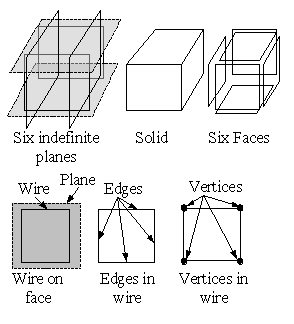 Six indefinite
planes
Solid
Six Faces
Wire
Plane
Edges
Vertices
Wire on
face
Edges in
wire
Vertices in
wire